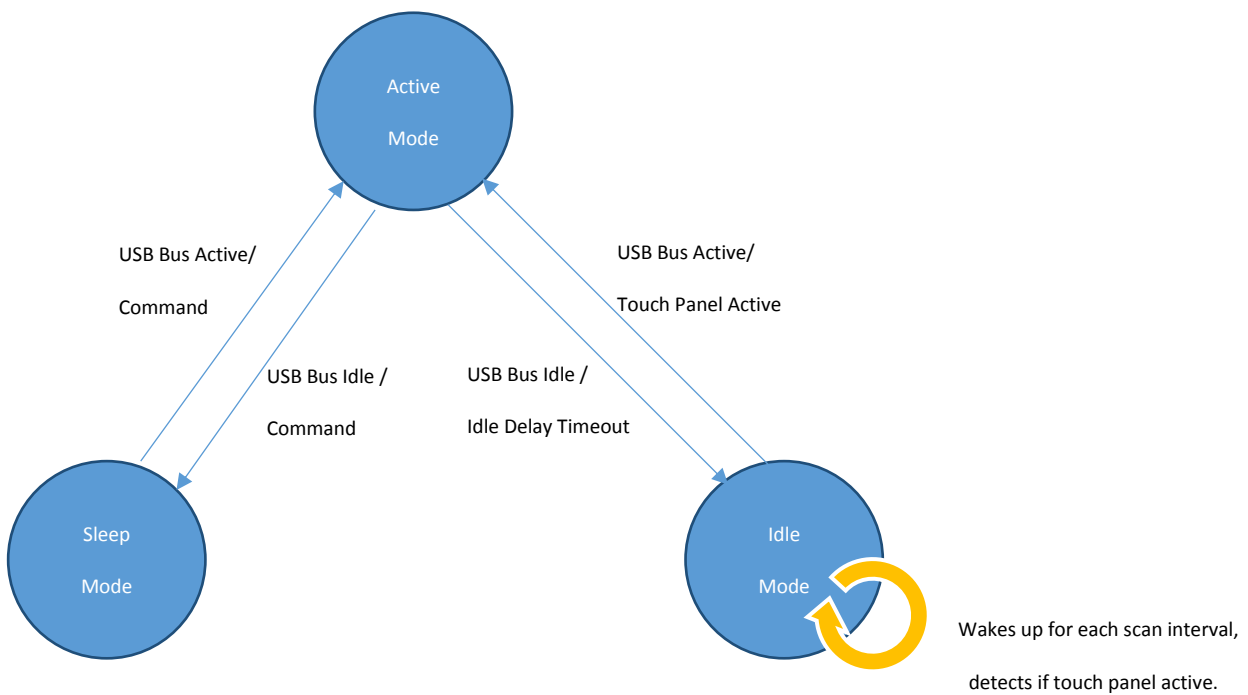 Active
Mode
USB Bus Active/
Command
USB Bus Active/
Touch Panel Active
USB Bus Idle /
Command
USB Bus Idle /
Idle Delay Timeout
Sleep
Mode
Idle
Mode
Wakes up for each scan interval,
detects if touch panel active.